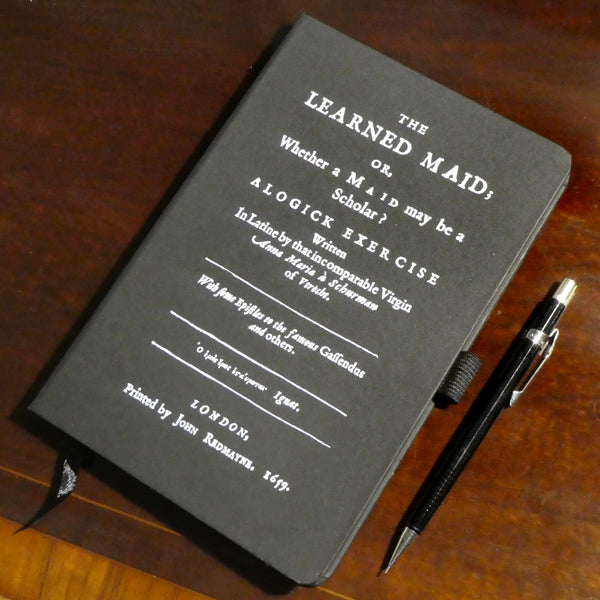 THE
LEARNED MAID;
OR,
Whether a MAID may be a
Scholar?
A LOGICK EXERCISE
Written
In Latine by that incomparable Virgin
Anna Maria à Schurman
of Virtcht.
With some Epistles to the famous Gassendus
and others.
Ignat.
LONDON,
Printed by JOHN REDMAYNE, 1659.